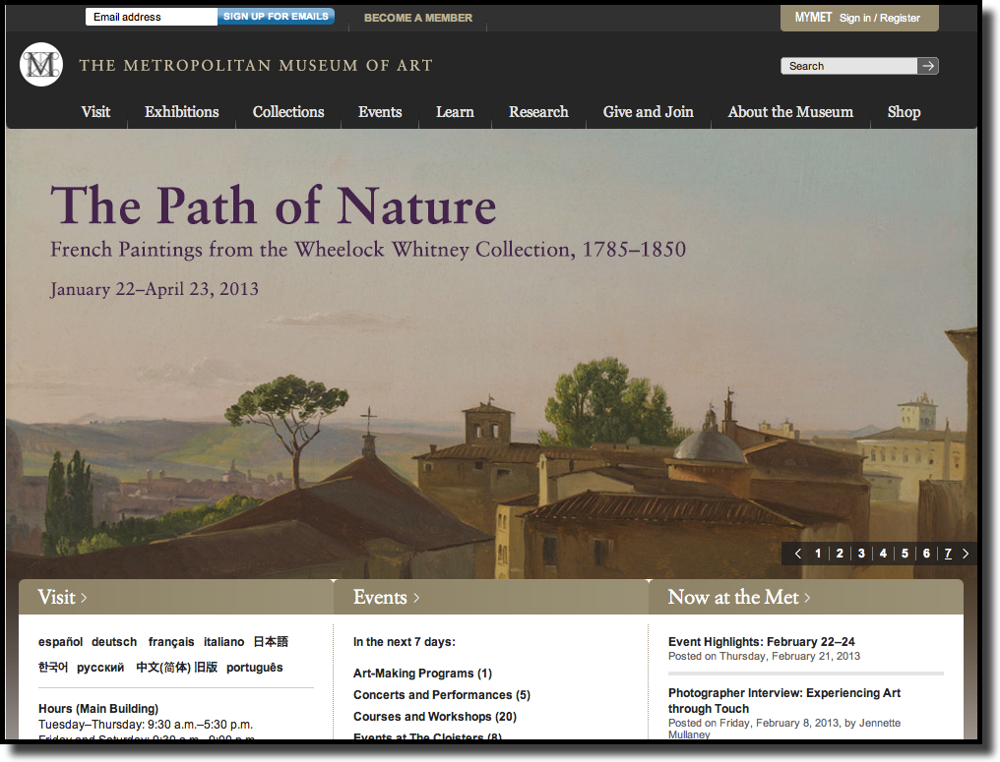 Email address
SIGN UP FOR EMAILS
BECOME A MEMBER
MYMET Sign in / Register
M
THE METROPOLITAN MUSEUM OF ART
Search
Visit
Exhibitions
Collections
Events
Learn
Research
Give and Join
About the Museum
Shop
The Path of Nature
French Paintings from the Wheelock Whitney Collection, 1785–1850
January 22–April 23, 2013
1 2 3 4 5 6 7
Visit
español deutsch français italiano 日本語
한국어 русский 中文(简体) 旧版 português
Hours (Main Building)
Tuesday–Thursday: 9:30 a.m.–5:30 p.m.
Friday and Saturday: 9:30 a.m.–9:00 p.m.
Events
In the next 7 days:
Art-Making Programs (1)
Concerts and Performances (5)
Courses and Workshops (20)
Events at The Cloisters (8)
Now at the Met
Event Highlights: February 22–24
Posted on Thursday, February 21, 2013
Photographer Interview: Experiencing Art
through Touch
Posted on Friday, February 8, 2013, by Jennette
Mullaney